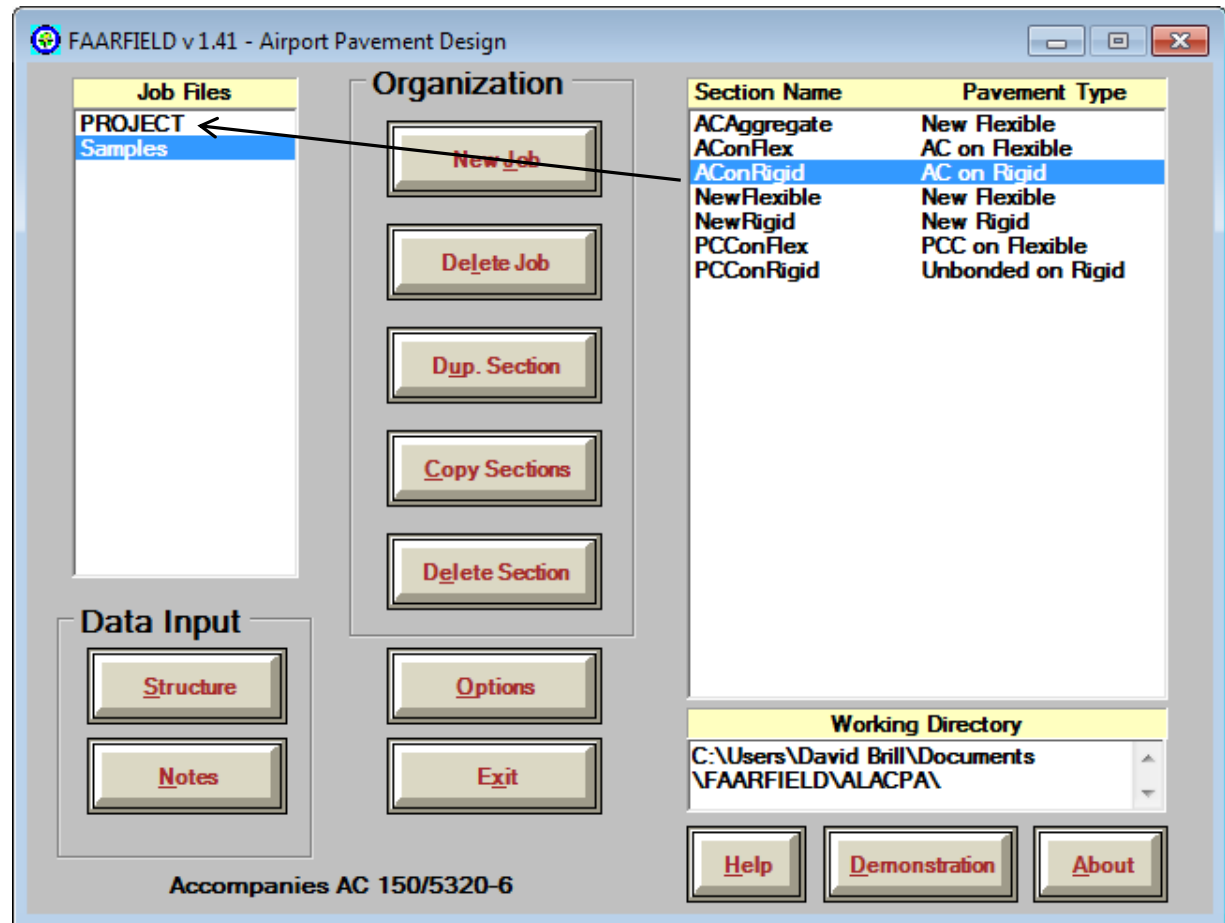 FAARFIELD v 1.41 - Airport Pavement Design
Job Files
PROJECT
Samples
Organization
New Job
Delete Job
Dup. Section
Copy Sections
Delete Section
Section Name Pavement Type
ACAggregate New Flexible
AConFlex AC on Flexible
AConRigid AC on Rigid
NewFlexible New Flexible
NewRigid New Rigid
PCConFlex PCC on Flexible
PCConRigid Unbonded on Rigid
Data Input
Structure
Notes
Options
Exit
Working Directory
C:\Users\David Brill\Documents
\FAARFIELD\ALACPA\
Help
Demonstration
About
Accompanies AC 150/5320-6